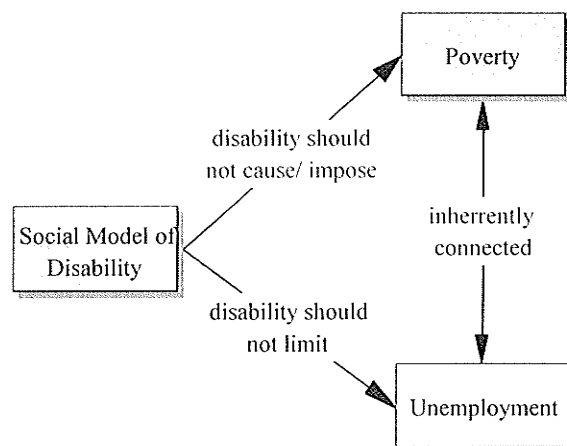 Poverty
disability should
not cause/ impose
Social Model of
Disability
inherrently
connected
disability should
not limit
Unemployment